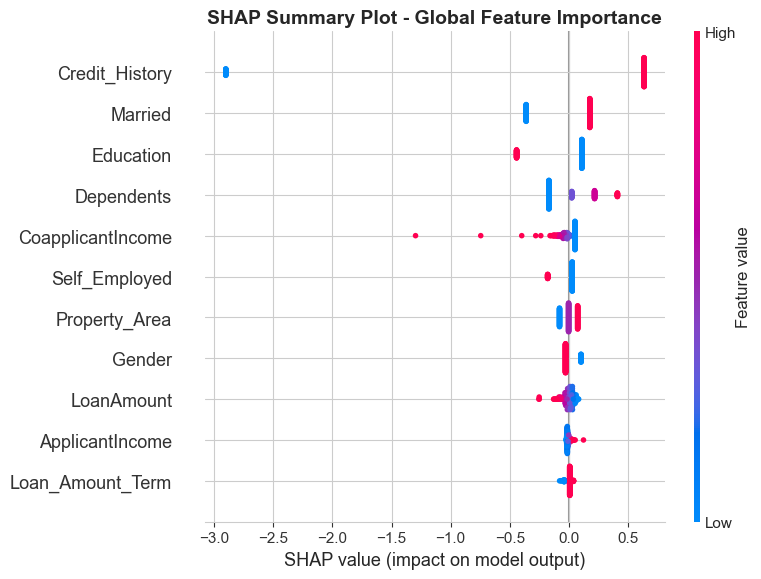 SHAP Summary Plot - Global Feature Importance
High
Credit_History
Married
Education
Dependents
CoapplicantIncome
Self_Employed
Property_Area
Gender
LoanAmount
ApplicantIncome
Loan_Amount_Term
Feature value
Low
−3.0 −2.5 −2.0 −1.5 −1.0 −0.5 0.0 0.5
SHAP value (impact on model output)